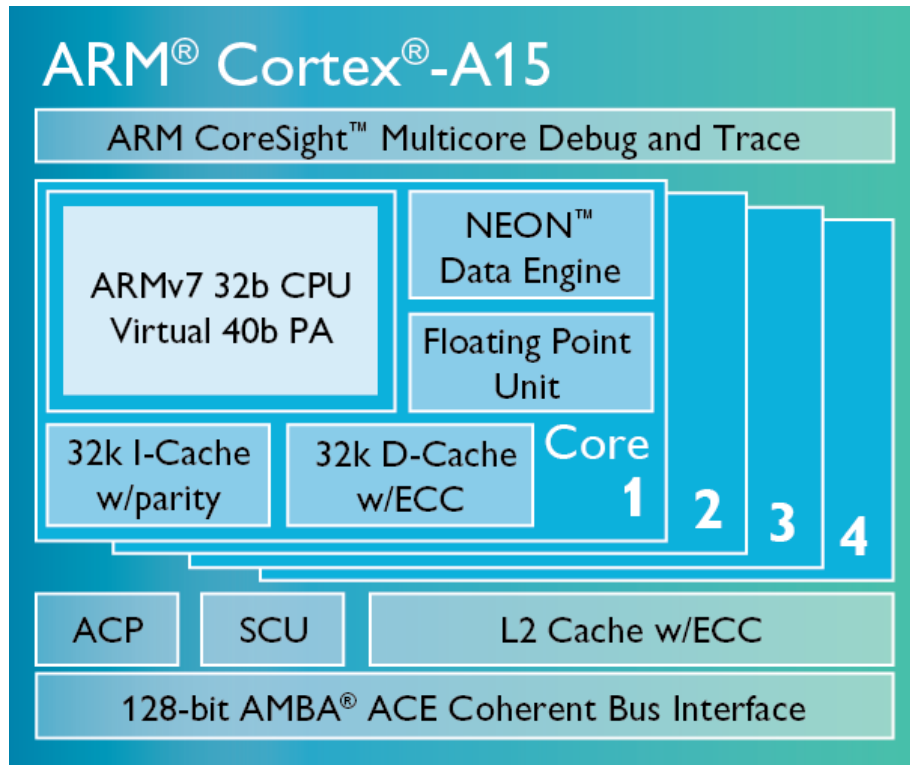 ARM® Cortex®-A15
ARM CoreSight™ Multicore Debug and Trace
ARMv7 32b CPU
Virtual 40b PA
NEON™
Data Engine
Floating Point
Unit
32k I-Cache
w/parity
32k D-Cache
w/ECC
Core
1
2
3
4
ACP
SCU
L2 Cache w/ECC
128-bit AMBA® ACE Coherent Bus Interface